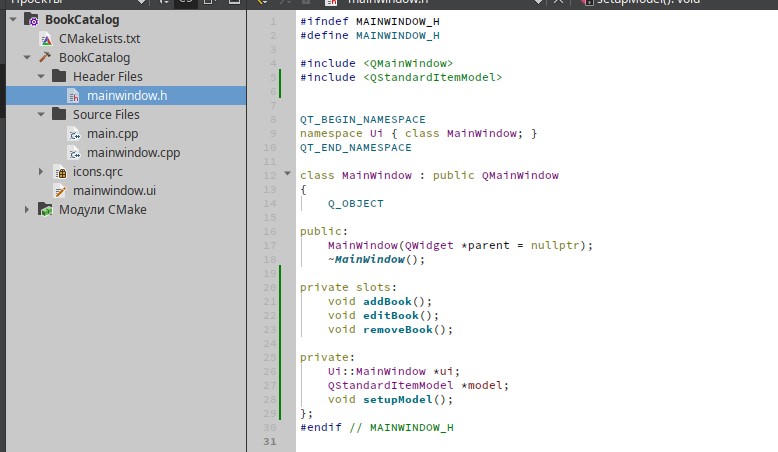 Проекты
mainwindow.h
setupModel(): void
BookCatalog
CMakeLists.txt
BookCatalog
Header Files
mainwindow.h
Source Files
main.cpp
mainwindow.cpp
icons.qrc
mainwindow.ui
Модули CMake
1 #ifndef MAINWINDOW_H
2 #define MAINWINDOW_H
3
4 #include <QMainWindow>
5 #include <QStandardItemModel>
6
7
8 QT_BEGIN_NAMESPACE
9 namespace Ui { class MainWindow; }
10 QT_END_NAMESPACE
11
12 class MainWindow : public QMainWindow
13 {
14 Q_OBJECT
15
16 public:
17 MainWindow(QWidget *parent = nullptr);
18 ~MainWindow();
19
20 private slots:
21 void addBook();
22 void editBook();
23 void removeBook();
24
25 private:
26 Ui::MainWindow *ui;
27 QStandardItemModel *model;
28 void setupModel();
29 };
30 #endif // MAINWINDOW_H
31